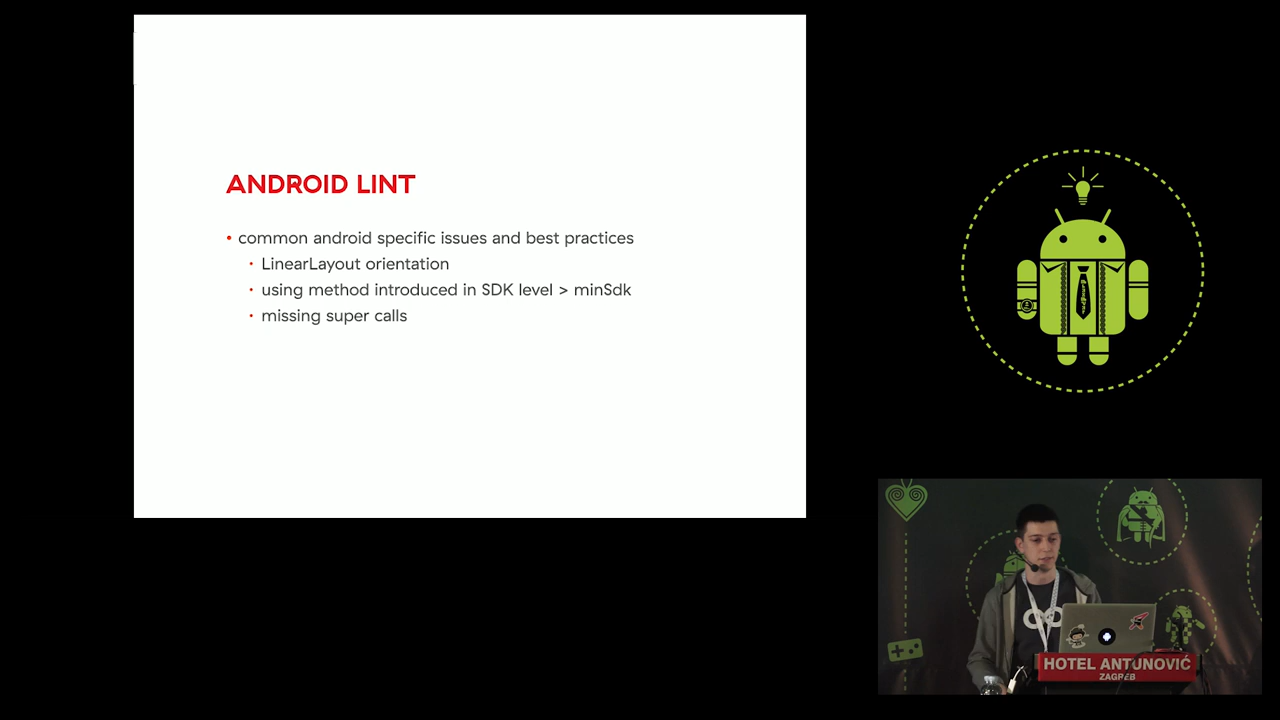 ANDROID LINT
• common android specific issues and best practices
• LinearLayout orientation
• using method introduced in SDK level > minSdk
• missing super calls
HOTEL ANTUNOVIĆ
ZAGREB